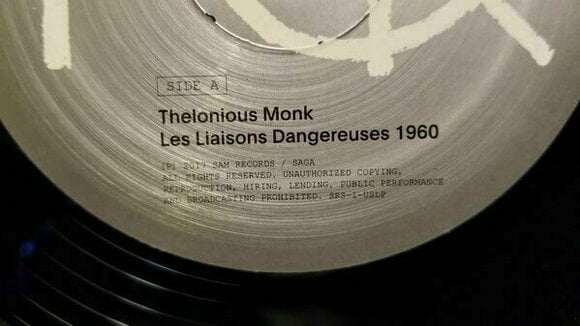 SIDE A
Thelonious Monk
Les Liaisons Dangereuses 1960
(P) 2017 SAM RECORDS / SAGA
ALL RIGHTS RESERVED. UNAUTHORIZED COPYING,
REPRODUCTION, HIRING, LENDING, PUBLIC PERFORMANCE
AND BROADCASTING PROHIBITED. SRS-1-USLP